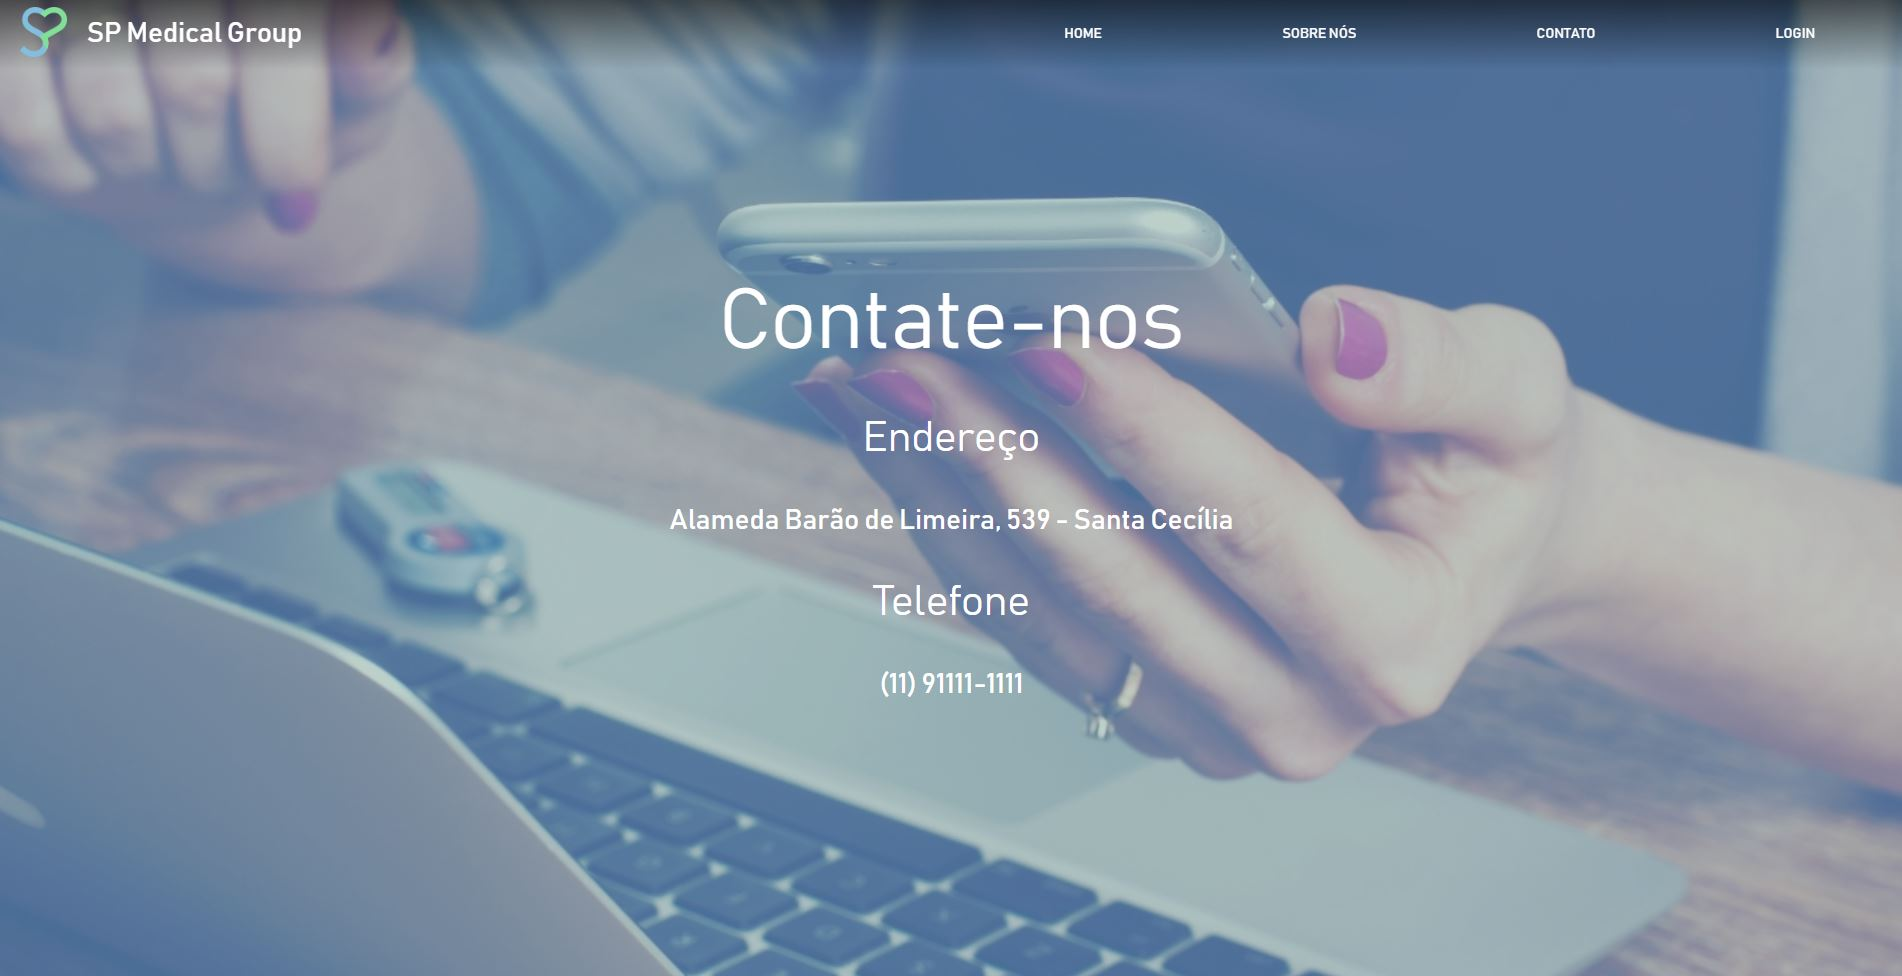 SP Medical Group
HOME
SOBRE NÓS
CONTATO
LOGIN
Contate-nos
Endereço
Alameda Barão de Limeira, 539 - Santa Cecília
Telefone
(11) 91111-1111